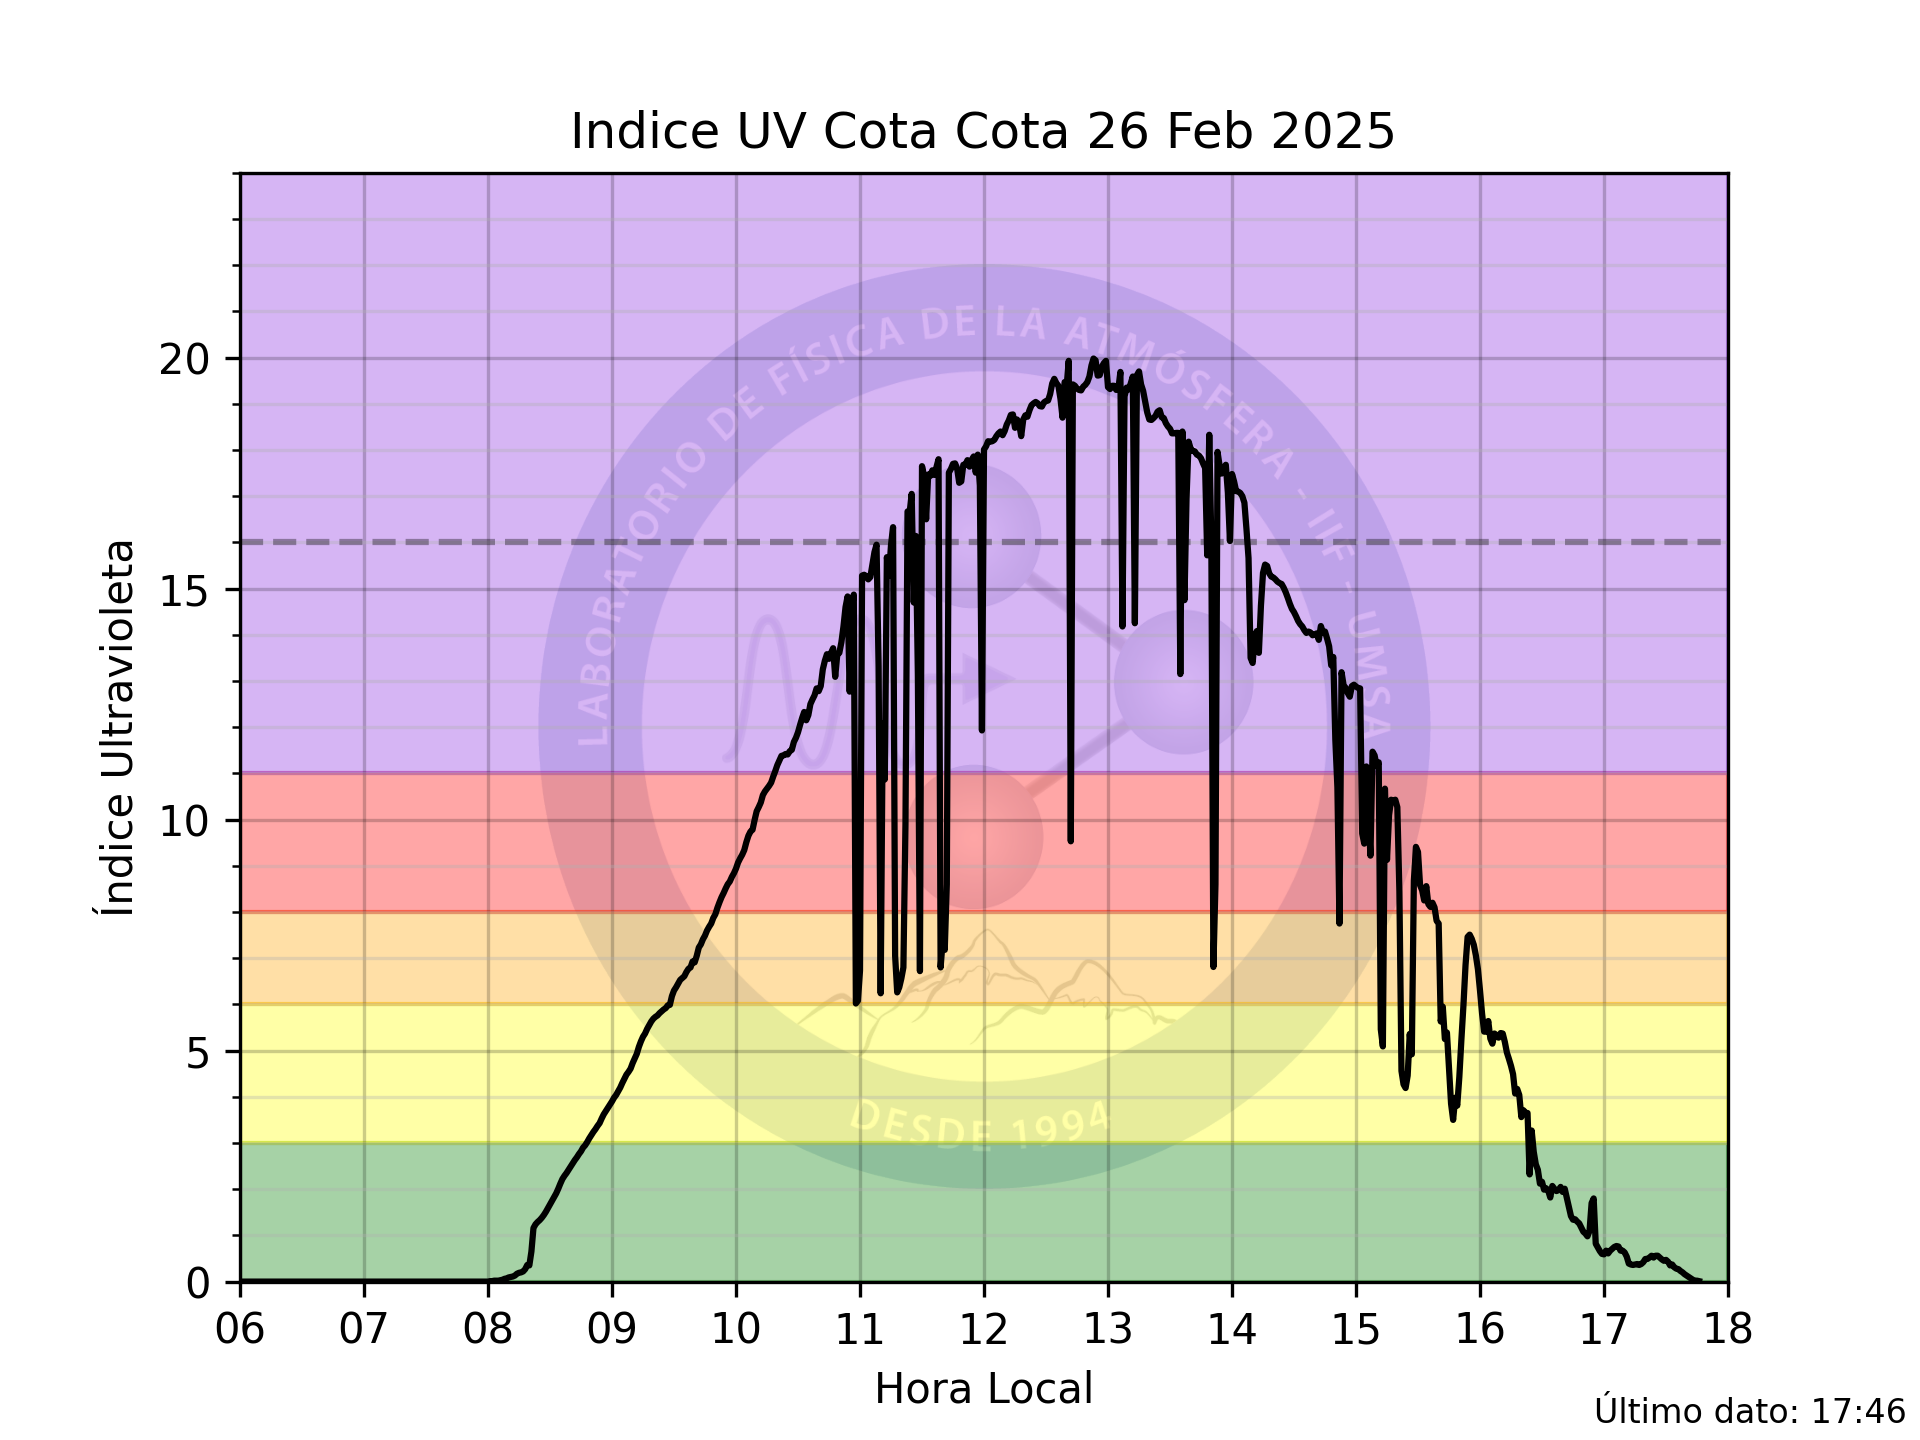 Indice UV Cota Cota 26 Feb 2025
LABORATORIO DE FÍSICA DE LA ATMÓSFERA - IIF - UMSA
DESDE 1994
Índice Ultravioleta
20
15
10
5
0
06 07 08 09 10 11 12 13 14 15 16 17 18
Hora Local
Último dato: 17:46